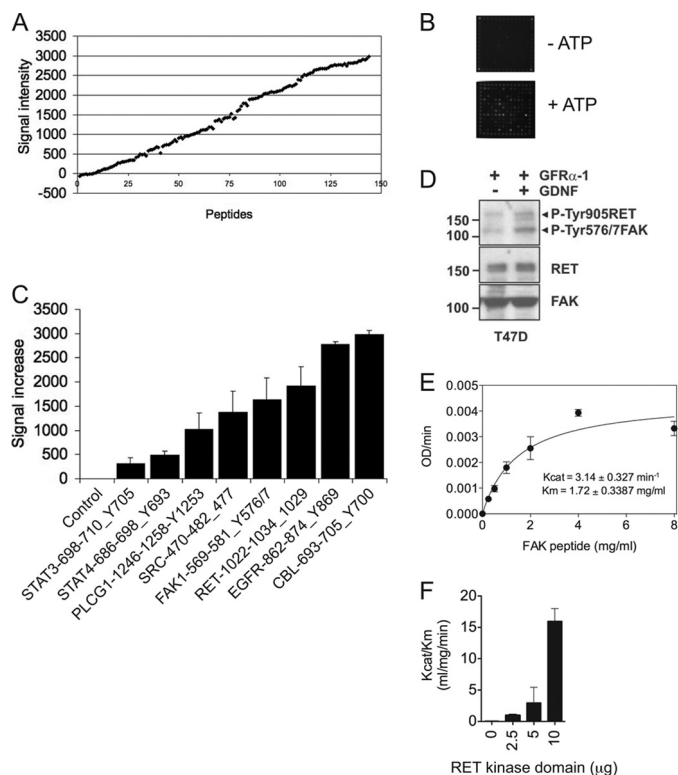 A
3500
3000
2500
2000
1500
1000
500
0
-500
Signal intensity
0
25
50
75
100
125
150
Peptides
B
- ATP
+ ATP
C
3500
3000
2500
2000
1500
1000
500
0
Signal increase
Control
STAT3-698-710_Y705
STAT4-686-698_Y693
PLCG1-1246-1258-Y1253
SRC-470-482_477
FAK1-569-581_Y576/7
RET-1022-1034_1029
EGFR-862-874_Y869
CBL-693-705_Y700
D
+ + GFRα-1
- + GDNF
150
100
P-Tyr905RET
P-Tyr576/7FAK
150
RET
100
FAK
T47D
E
0.005
0.004
0.003
0.002
0.001
0.000
OD/min
Kcat = 3.14 ± 0.327 min⁻¹
Km = 1.72 ± 0.3387 mg/ml
0 2 4 6 8
FAK peptide (mg/ml)
F
20
15
10
5
0
Kcat/Km
(ml/mg/min)
0
2.5
5
10
RET kinase domain (μg)